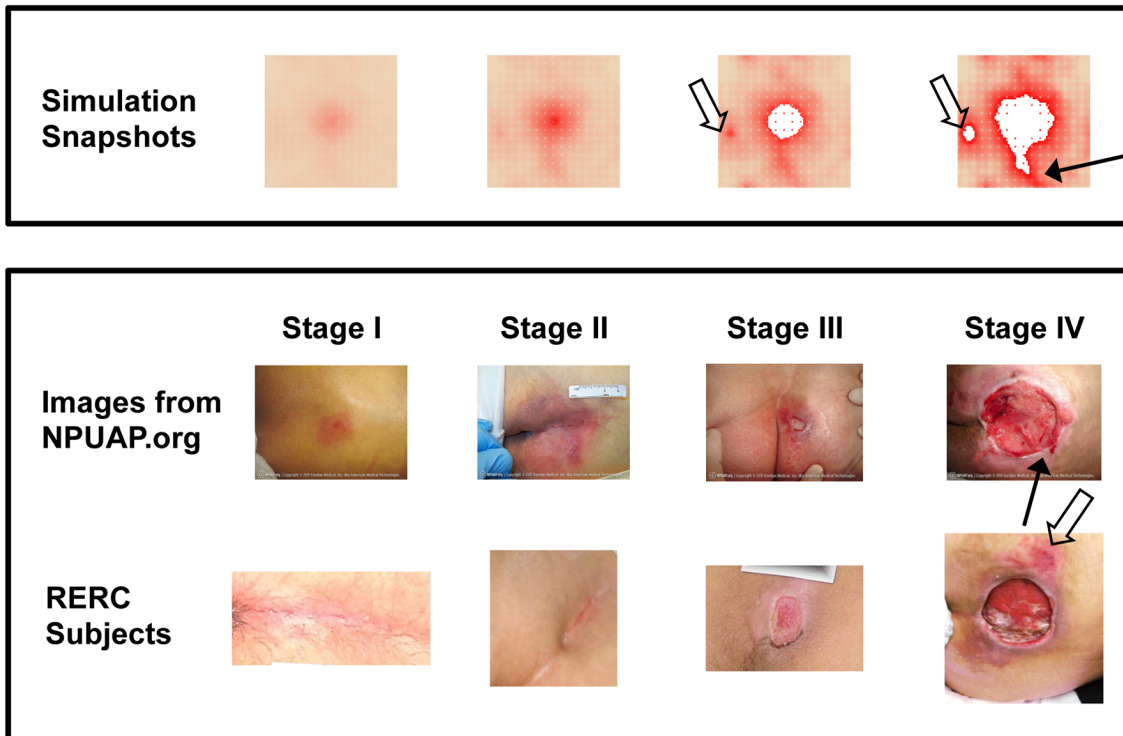 Simulation
Snapshots
Stage I
Stage II
Stage III
Stage IV
Images from
NPUAP.org
RERC
Subjects